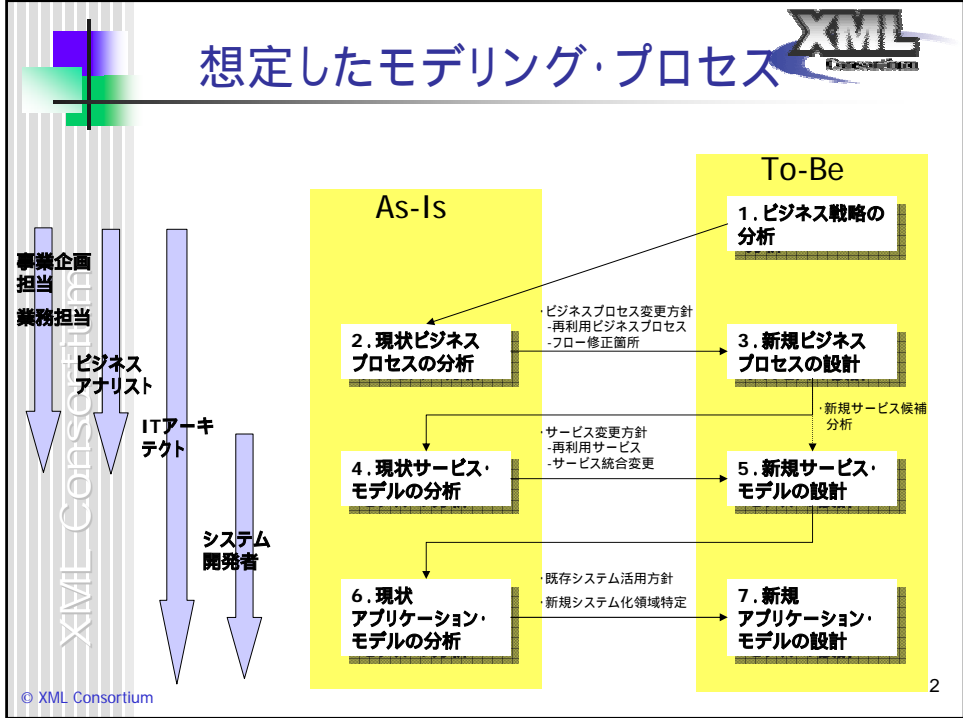 想定したモデリング・プロセス
XML
Consortium
To-Be
As-Is
1.ビジネス戦略の
分析
事業企画
担当
業務担当
・ビジネスプロセス変更方針
-再利用ビジネスプロセス
-フロー修正箇所
2.現状ビジネス
プロセスの分析
3.新規ビジネス
プロセスの設計
ビジネス
アナリスト
・新規サービス候補
分析
ITアーキ
テクト
・サービス変更方針
-再利用サービス
-サービス統合変更
4.現状サービス・
モデルの分析
5.新規サービス・
モデルの設計
システム
開発者
・既存システム活用方針
・新規システム化領域特定
6.現状
アプリケーション・
モデルの分析
7.新規
アプリケーション・
モデルの設計
XML Consortium
© XML Consortium
2